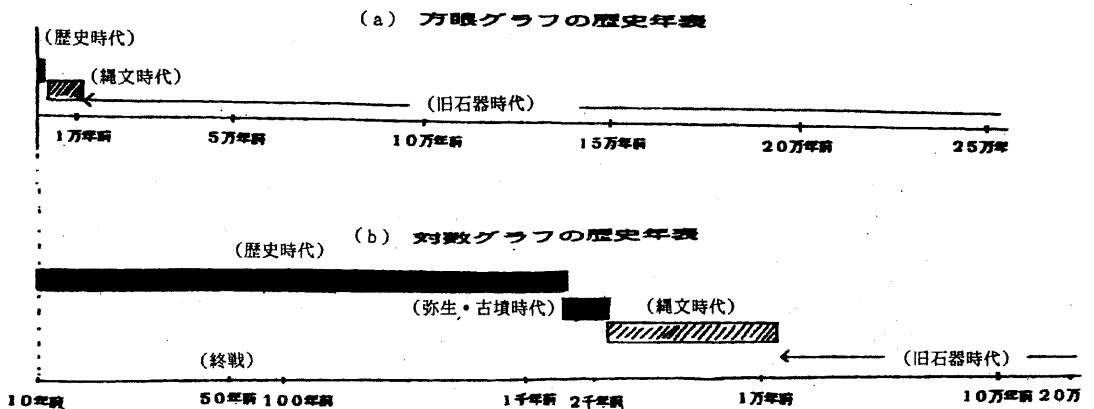 (a) 方眼グラフの歴史年表
(歴史時代)
(縄文時代)
(旧石器時代)
1万年前 5万年前 10万年前 15万年前 20万年前 25万年
(b) 対数グラフの歴史年表
(歴史時代)
(弥生・古墳時代) (縄文時代)
(終戦) (旧石器時代)
10年前 50年前 100年前 1千年前 2千年前 1万年前 10万年前 20万